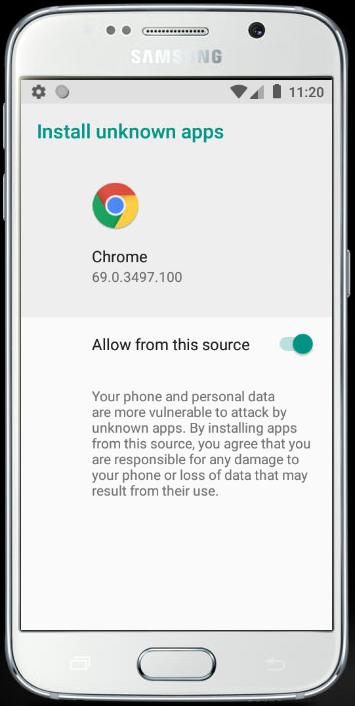 SAMSUNG
11:20
Install unknown apps
Chrome
69.0.3497.100
Allow from this source
Your phone and personal data
are more vulnerable to attack by
unknown apps. By installing apps
from this source, you agree that you
are responsible for any damage to
your phone or loss of data that may
result from their use.